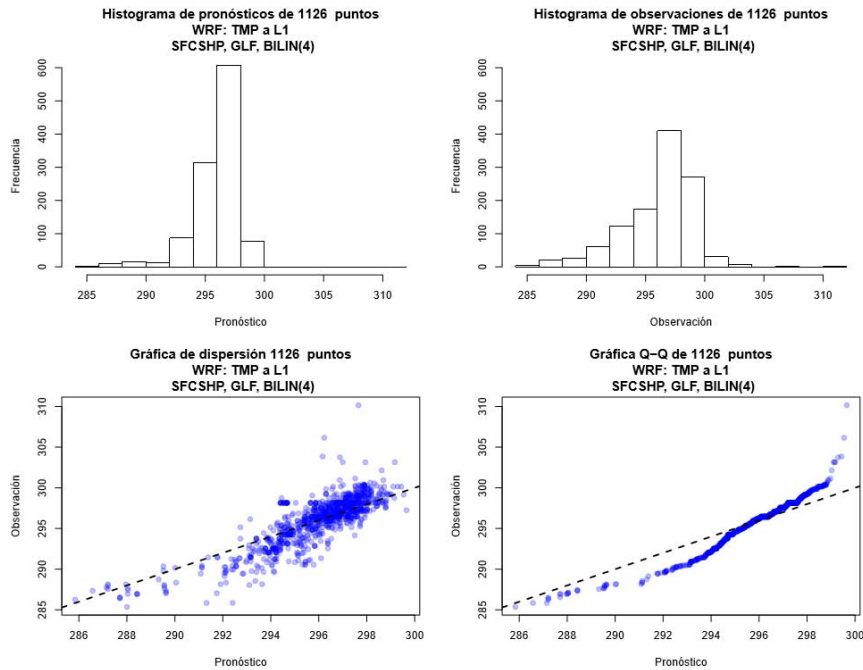 Histograma de pronósticos de 1126 puntos
WRF: TMP a L1
SFCSHP, GLF, BILIN(4)
Frecuencia
600
500
400
300
200
100
0
285 290 295 300 305 310
Pronóstico
Histograma de observaciones de 1126 puntos
WRF: TMP a L1
SFCSHP, GLF, BILIN(4)
Frecuencia
600
500
400
300
200
100
0
285 290 295 300 305 310
Observación
Gráfica de dispersión 1126 puntos
WRF: TMP a L1
SFCSHP, GLF, BILIN(4)
Observación
310
305
300
295
290
285
286 288 290 292 294 296 298 300
Pronóstico
Gráfica Q−Q de 1126 puntos
WRF: TMP a L1
SFCSHP, GLF, BILIN(4)
Observación
310
305
300
295
290
285
286 288 290 292 294 296 298 300
Pronóstico